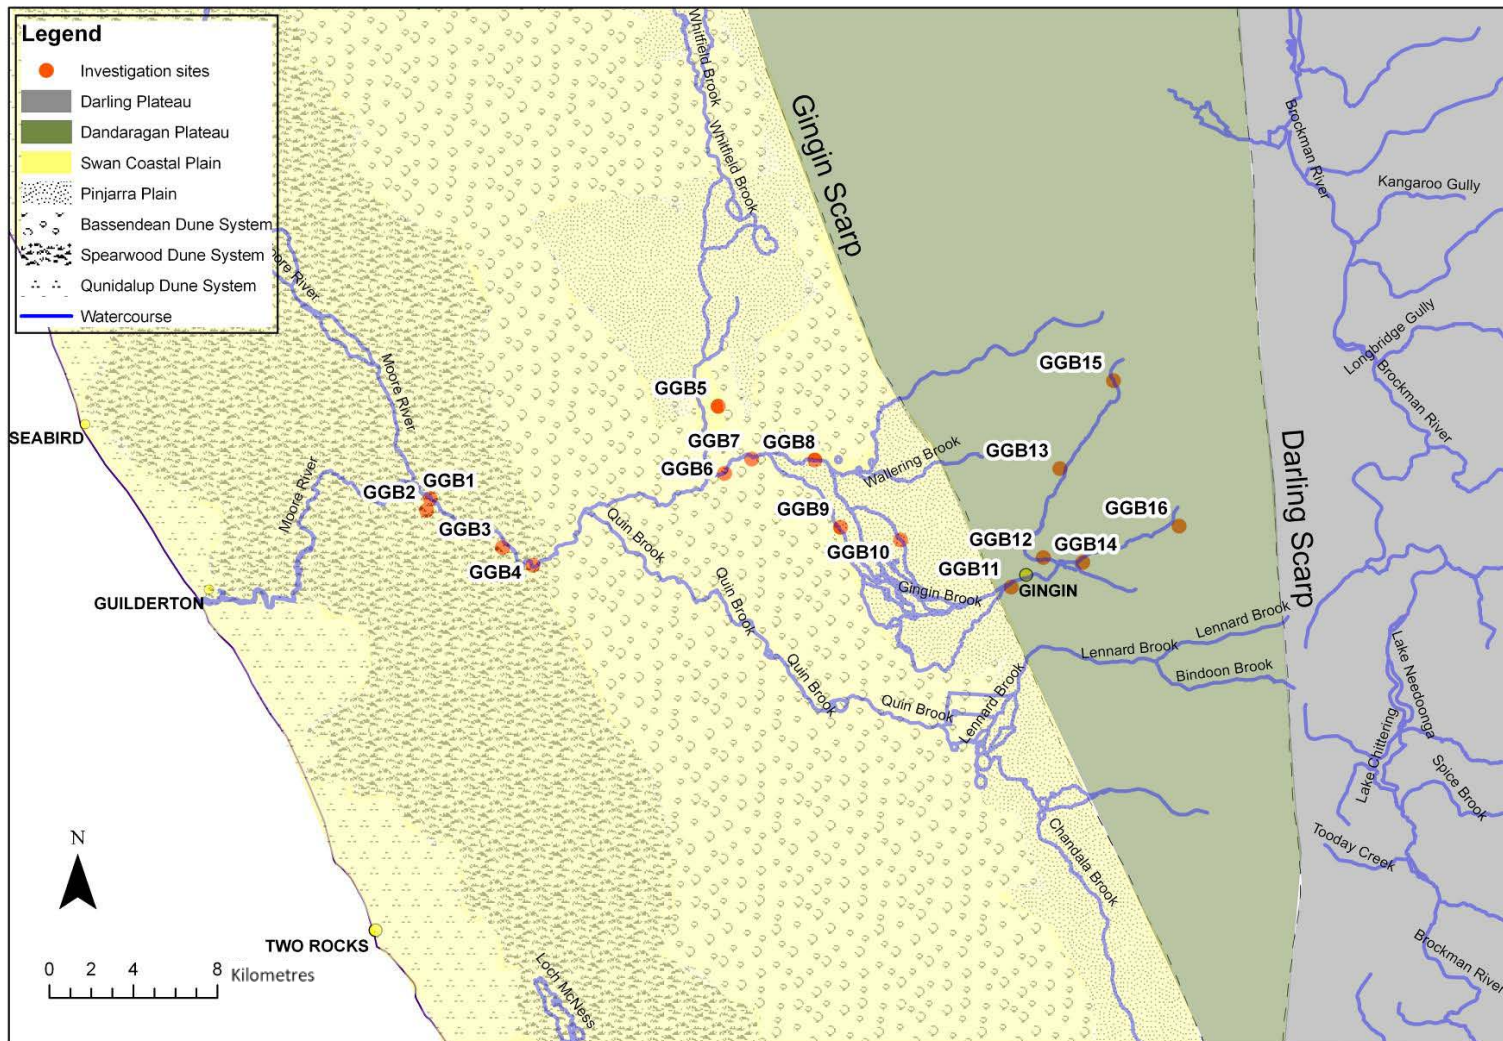 Legend
Investigation sites
Darling Plateau
Dandaragan Plateau
Swan Coastal Plain
Pinjarra Plain
Bassendean Dune System
Spearwood Dune System
Qunidalup Dune System
Watercourse
Whitfield Brook
Whitfield Brook
Gingin Scarp
Brockman River
Kangaroo Gully
Longbridge Gully
Brockman River
Moore River
SEABIRD
Moore River
GUILDERTON
GGB1
GGB2
GGB3
GGB4
GGB5
GGB6
GGB7
GGB8
GGB9
GGB10
GGB11
GGB12
GGB13
GGB14
GGB15
GGB16
Wallering Brook
Gingin Brook
GINGIN
Darling Scarp
Quin Brook
Quin Brook
Quin Brook
Quin Brook
Lennard Brook
Lennard Brook
Lennard Brook
Bindoon Brook
Lake Needoonga
Lake Chittering
Spice Brook
Tooday Creek
Brockman River
Chandala Brook
Loch McNess
TWO ROCKS
N
0 2 4 8 Kilometres